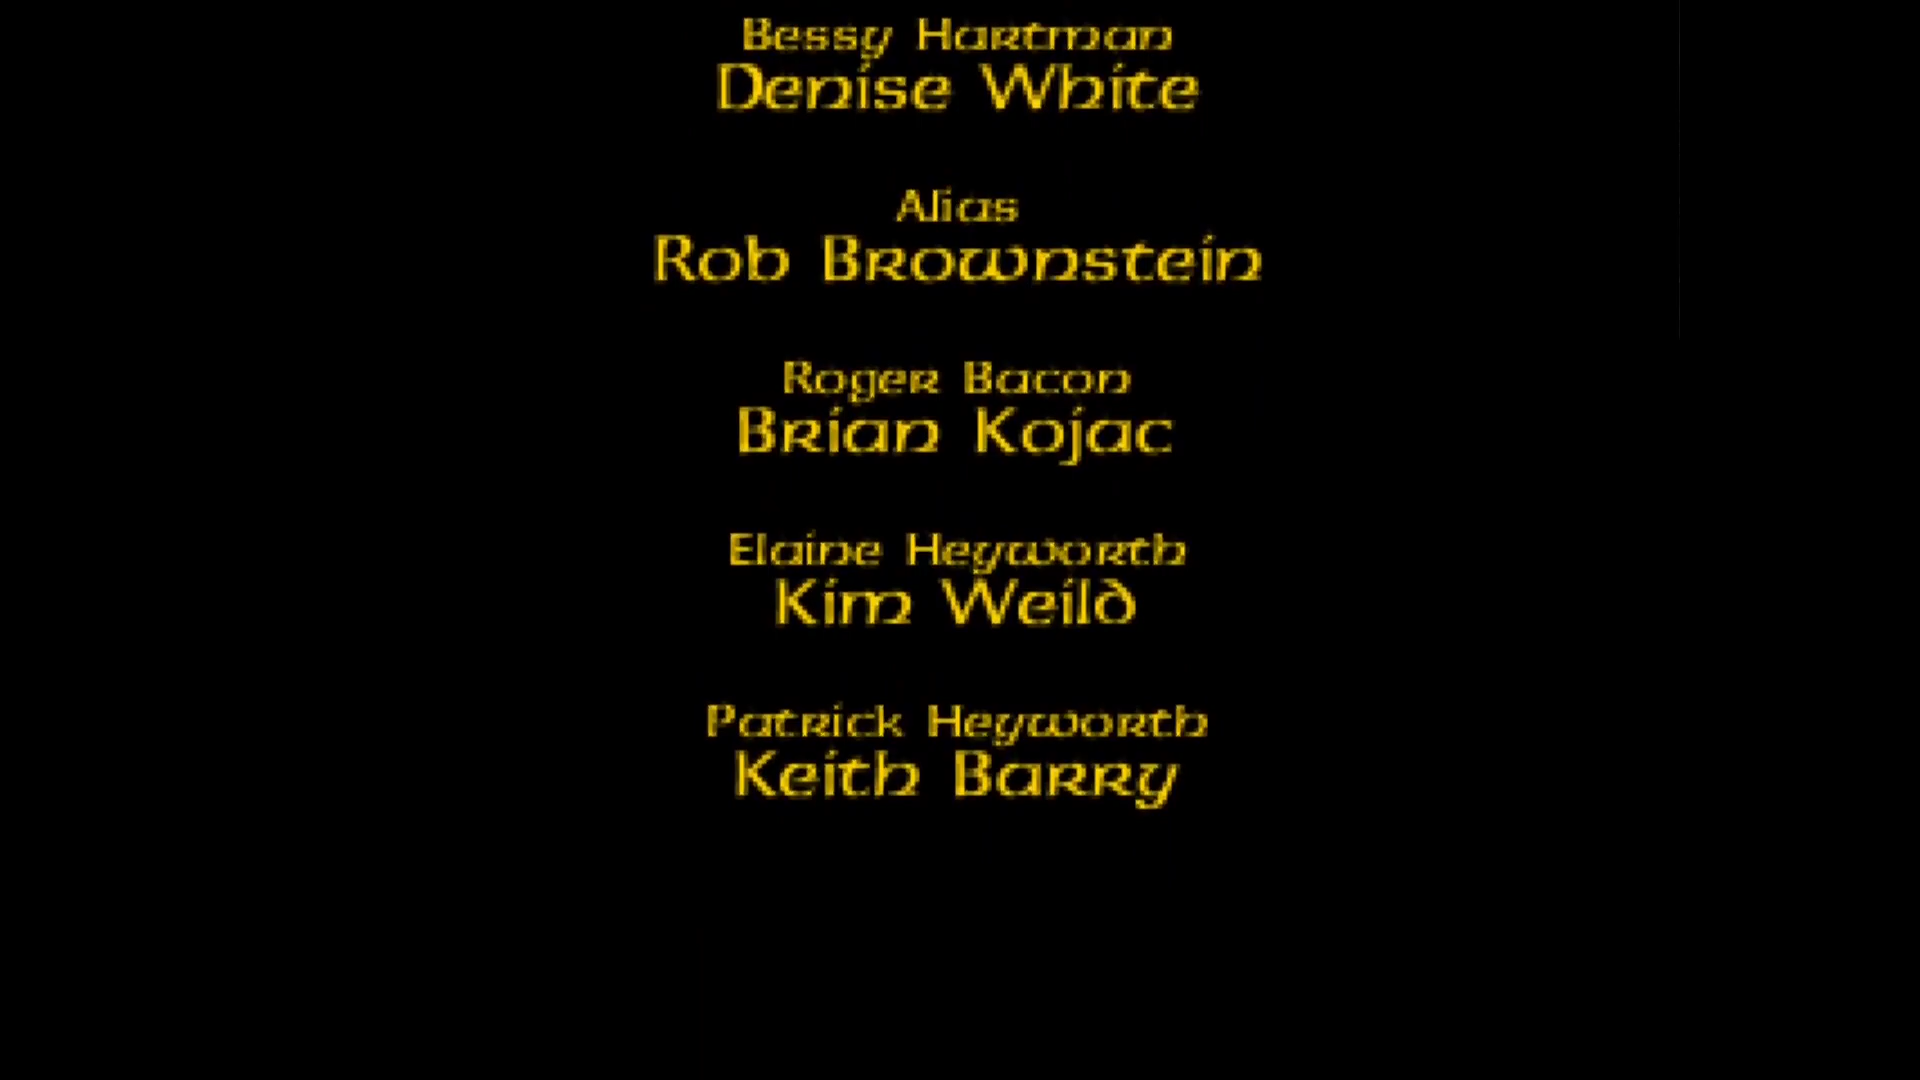 Bessy Hartman
Denise White
Alias
Rob Brownstein
Roger Bacon
Brian Kojac
Elaine Heyworth
Kim Weild
Patrick Heyworth
Keith Barry